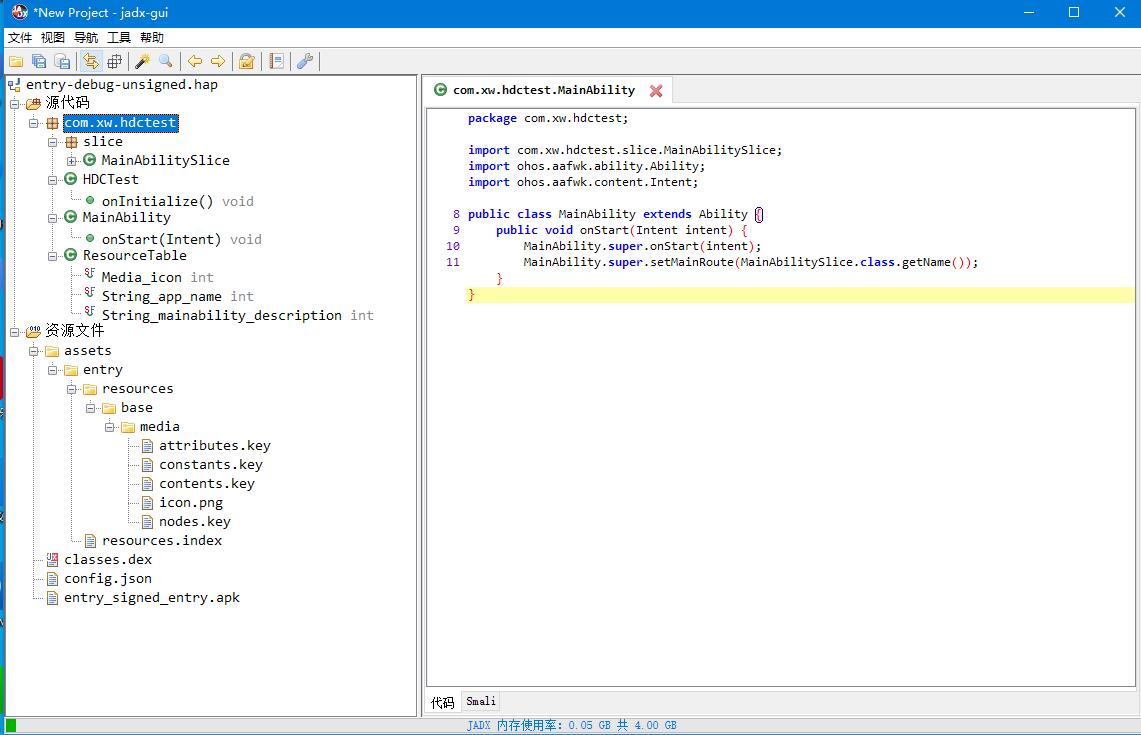 *New Project - jadx-gui
文件 视图 导航 工具 帮助
entry-debug-unsigned.hap
源代码
com.xw.hdctest
slice
MainAbilitySlice
HDCTest
onInitialize() void
MainAbility
onStart(Intent) void
ResourceTable
Media_icon int
String_app_name int
String_mainability_description int
资源文件
assets
entry
resources
base
media
attributes.key
constants.key
contents.key
icon.png
nodes.key
resources.index
classes.dex
config.json
entry_signed_entry.apk
com.xw.hdctest.MainAbility
package com.xw.hdctest;
import com.xw.hdctest.slice.MainAbilitySlice;
import ohos.aafwk.ability.Ability;
import ohos.aafwk.content.Intent;
8 public class MainAbility extends Ability {
9 public void onStart(Intent intent) {
10 MainAbility.super.onStart(intent);
11 MainAbility.super.setMainRoute(MainAbilitySlice.class.getName());
}
}
代码 Smali
JADX 内存使用率: 0.05 GB 共 4.00 GB